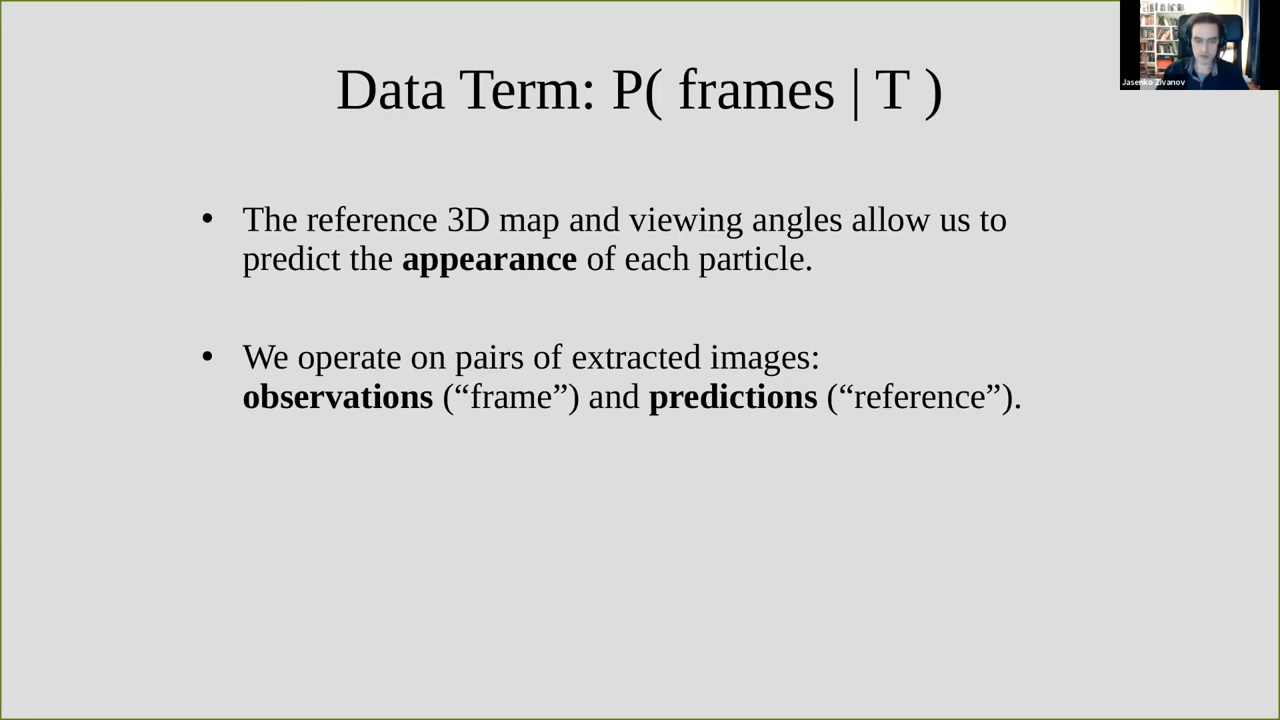 Data Term: P( frames | T )
Jasenko Zivanov
• The reference 3D map and viewing angles allow us to
predict the appearance of each particle.
• We operate on pairs of extracted images:
observations (“frame”) and predictions (“reference”).